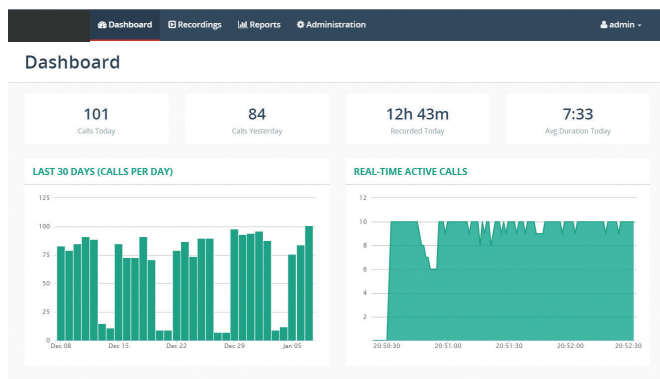 Dashboard Recordings Reports Administration admin
Dashboard
101 84 12h 43m 7:33
Calls Today Calls Yesterday Recorded Today Avg Duration Today
LAST 30 DAYS (CALLS PER DAY)
125
100
75
50
25
0
Dec 08 Dec 15 Dec 22 Dec 29 Jan 05
REAL-TIME ACTIVE CALLS
12
10
8
6
4
2
20:50:30 20:51:00 20:51:30 20:52:00 20:52:30